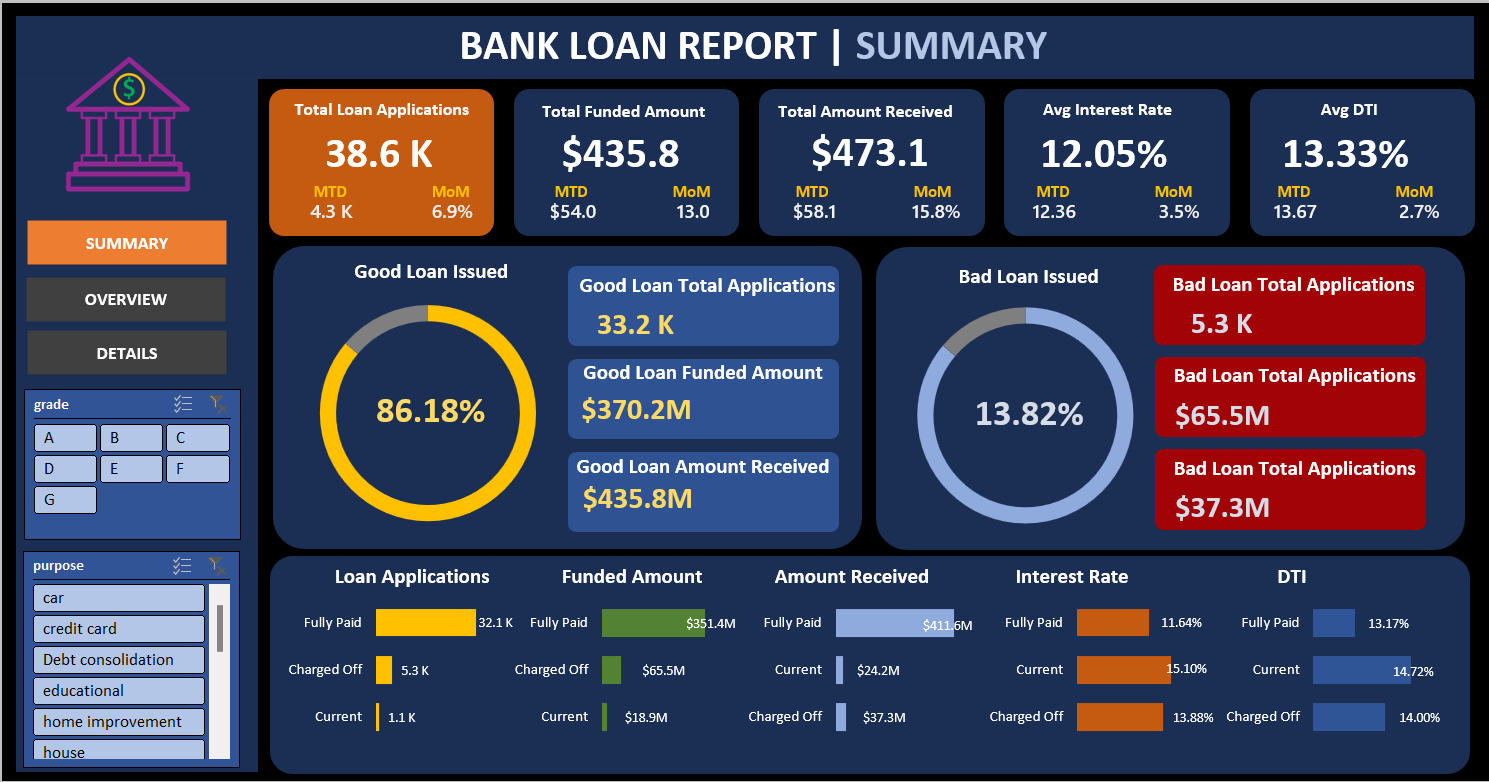 BANK LOAN REPORT | SUMMARY
$
SUMMARY
OVERVIEW
DETAILS
grade
A B C
D E F
G
purpose
car
credit card
Debt consolidation
educational
home improvement
house
Total Loan Applications
38.6 K
MTD MoM
4.3 K 6.9%
Total Funded Amount
$435.8
MTD MoM
$54.0 13.0
Total Amount Received
$473.1
MTD MoM
$58.1 15.8%
Avg Interest Rate
12.05%
MTD MoM
12.36 3.5%
Avg DTI
13.33%
MTD MoM
13.67 2.7%
Good Loan Issued
86.18%
Good Loan Total Applications
33.2 K
Good Loan Funded Amount
$370.2M
Good Loan Amount Received
$435.8M
Bad Loan Issued
13.82%
Bad Loan Total Applications
5.3 K
Bad Loan Total Applications
$65.5M
Bad Loan Total Applications
$37.3M
Loan Applications
Fully Paid 32.1 K
Charged Off 5.3 K
Current 1.1 K
Funded Amount
Fully Paid $351.4M
Charged Off $65.5M
Current $18.9M
Amount Received
Fully Paid $411.6M
Current $24.2M
Charged Off $37.3M
Interest Rate
Fully Paid 11.64%
Current 15.10%
Charged Off 13.88%
DTI
Fully Paid 13.17%
Current 14.72%
Charged Off 14.00%